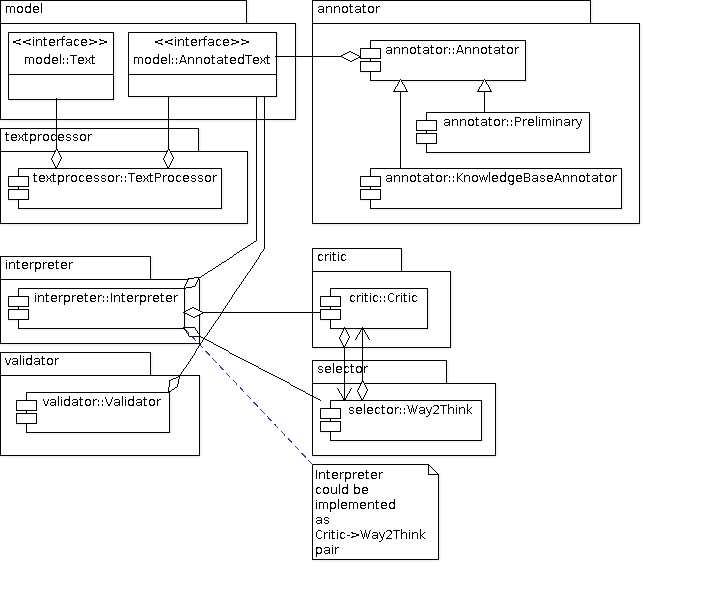 model
<<interface>>
model::Text
<<interface>>
model::AnnotatedText
annotator
annotator::Annotator
annotator::Preliminary
annotator::KnowledgeBaseAnnotator
textprocessor
textprocessor::TextProcessor
interpreter
interpreter::Interpreter
critic
critic::Critic
validator
validator::Validator
selector
selector::Way2Think
Interpreter
could be
implemented
as
Critic->Way2Think
pair